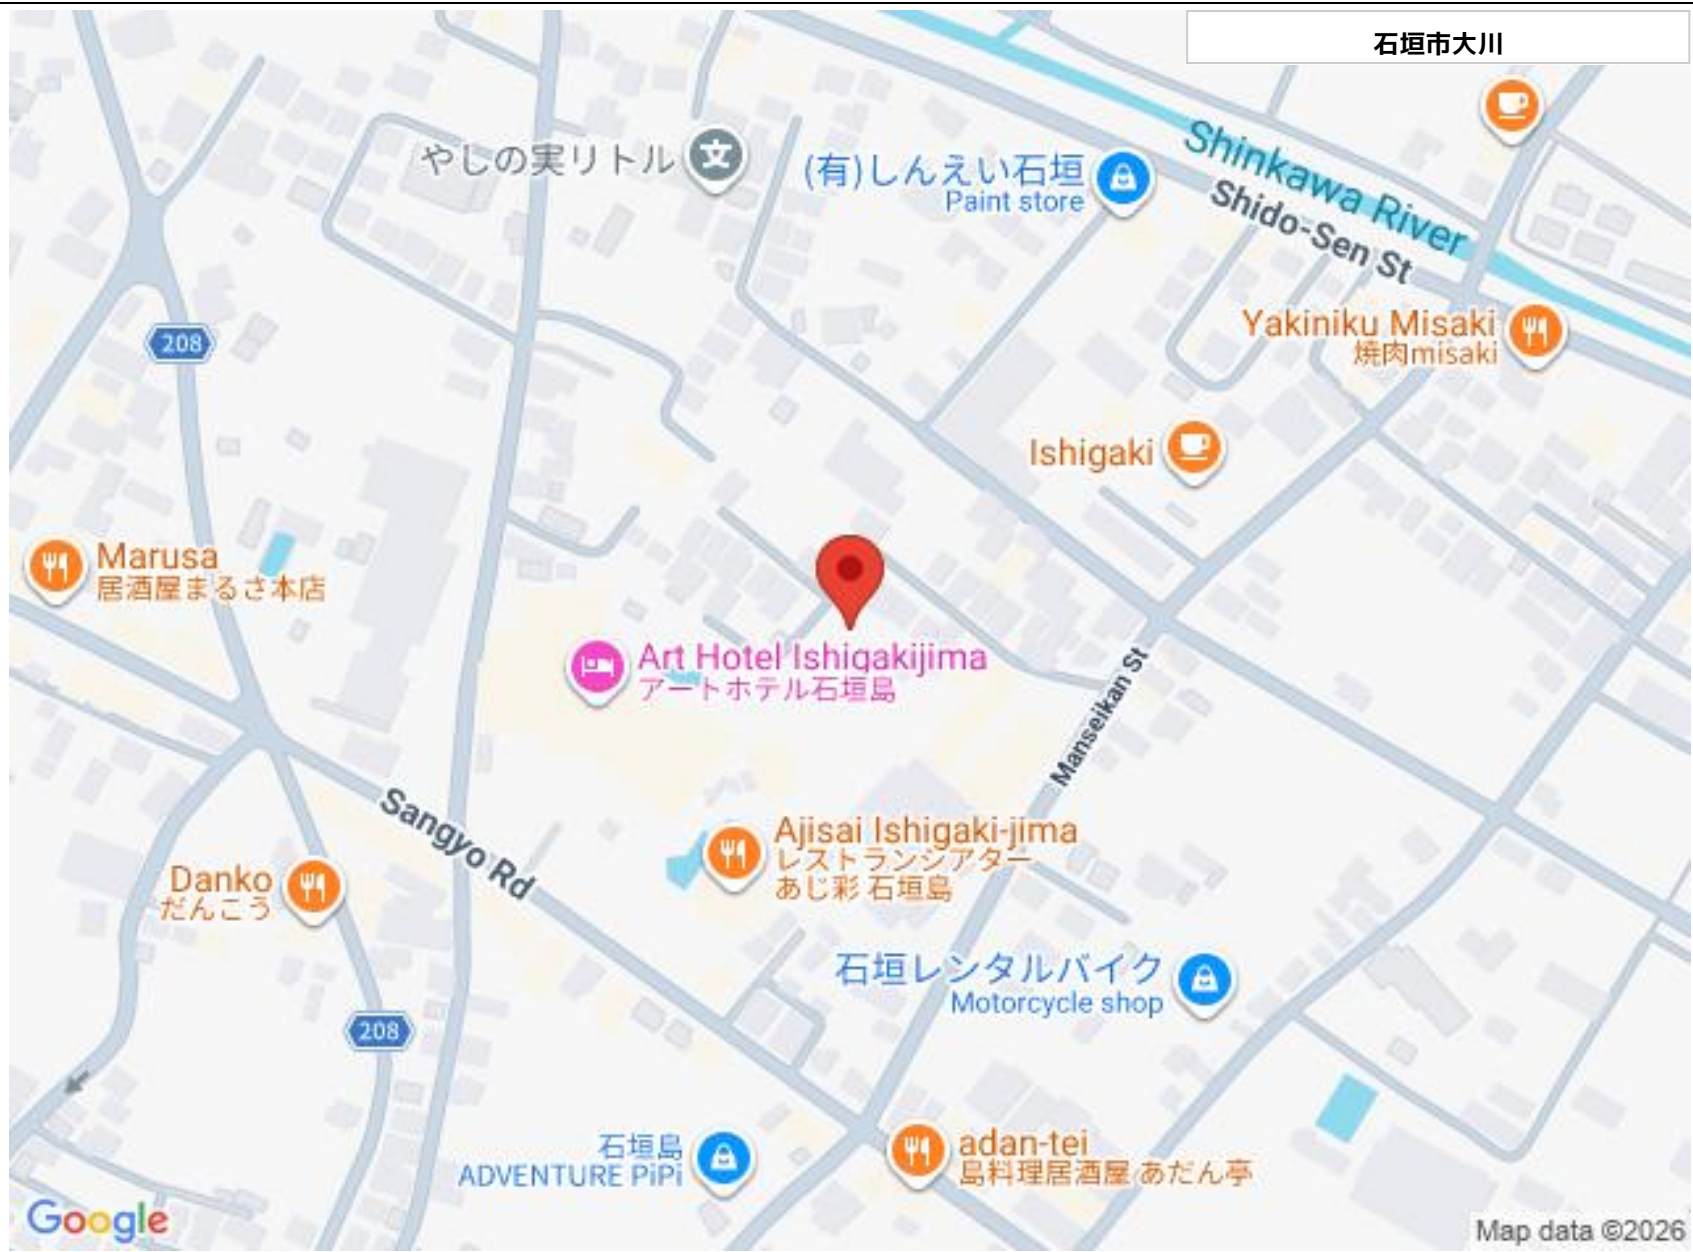 石垣市大川
Shinkawa River
Shido-Sen St
やしの実リトル
文
(有)しんえい石垣
Paint store
208
Yakiniku Misaki
焼肉misaki
Ishigaki
Marusa
居酒屋まるさ本店
Art Hotel Ishigakijima
アートホテル石垣島
Manseikan St
Sangyo Rd
Ajisai Ishigaki-jima
レストランシアター
あじ彩 石垣島
Danko
だんこう
石垣レンタルバイク
Motorcycle shop
208
石垣島
ADVENTURE PiPi
adan-tei
島料理居酒屋 あだん亭
Google
Map data ©2026